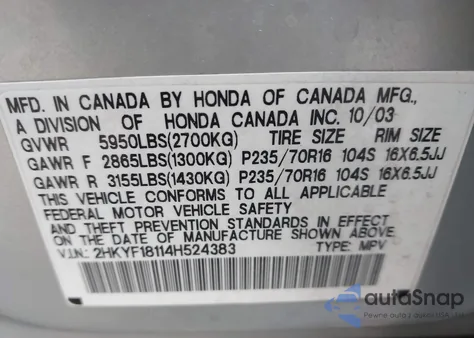 MFD. IN CANADA BY HONDA OF CANADA MFG.,
A DIVISION OF HONDA CANADA INC. 10/03
GVWR 5950LBS(2700KG) TIRE SIZE RIM SIZE
GAWR F 2865LBS(1300KG) P235/70R16 104S 16X6.5JJ
GAWR R 3155LBS(1430KG) P235/70R16 104S 16X6.5JJ
THIS VEHICLE CONFORMS TO ALL APPLICABLE
FEDERAL MOTOR VEHICLE SAFETY
AND THEFT PREVENTION STANDARDS IN EFFECT
ON THE DATE OF MANUFACTURE SHOWN ABOVE.
V.I.N.: 2HKYF18114H524383 TYPE: MPV
autoSnap
Pewne auto z USA